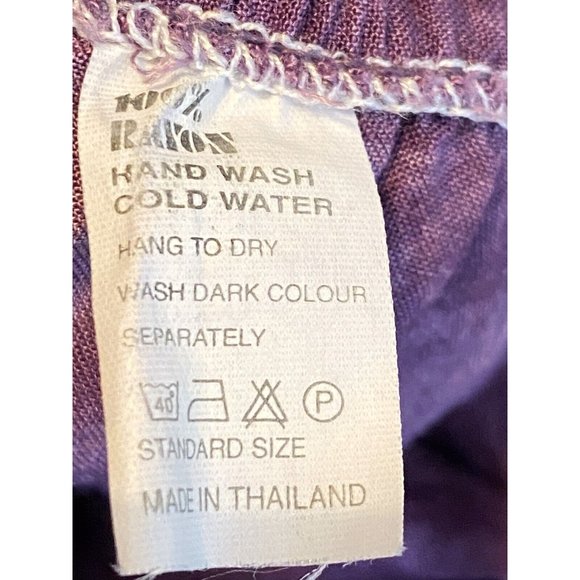 100%
RAYON
HAND WASH
COLD WATER
HANG TO DRY
WASH DARK COLOUR
SEPARATELY
40 P
STANDARD SIZE
MADE IN THAILAND